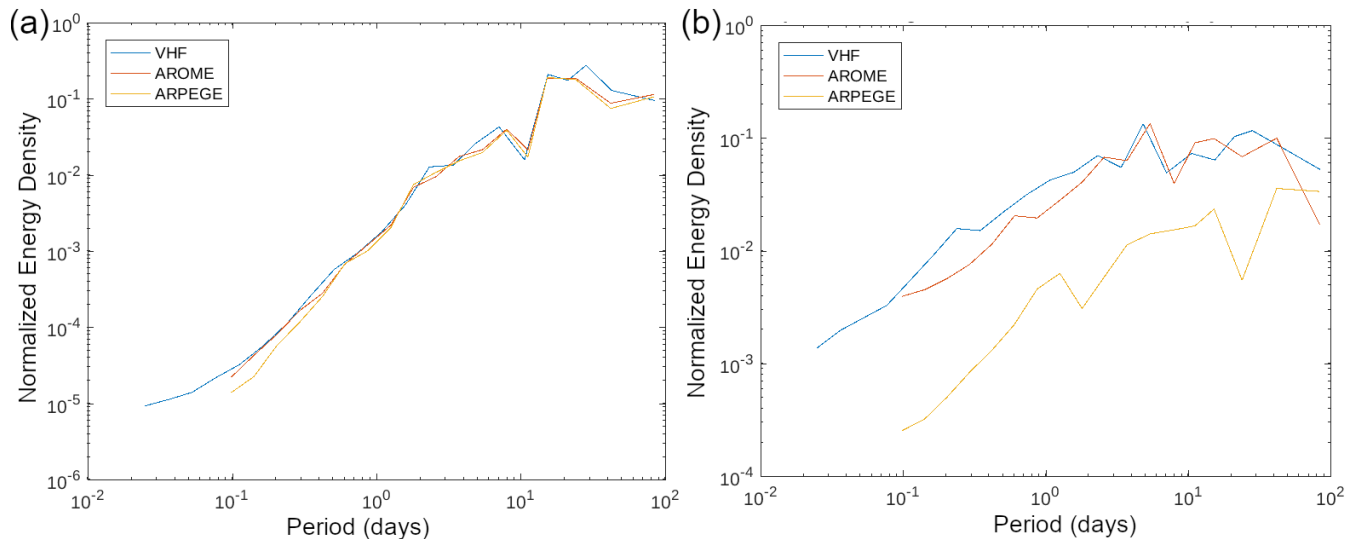 (a)
10^0
10^-1
10^-2
10^-3
10^-4
10^-5
10^-6
Normalized Energy Density
VHF
AROME
ARPEGE
10^-2
10^-1
10^0
10^1
10^2
Period (days)
(b)
10^0
10^-1
10^-2
10^-3
10^-4
Normalized Energy Density
VHF
AROME
ARPEGE
10^-2
10^-1
10^0
10^1
10^2
Period (days)